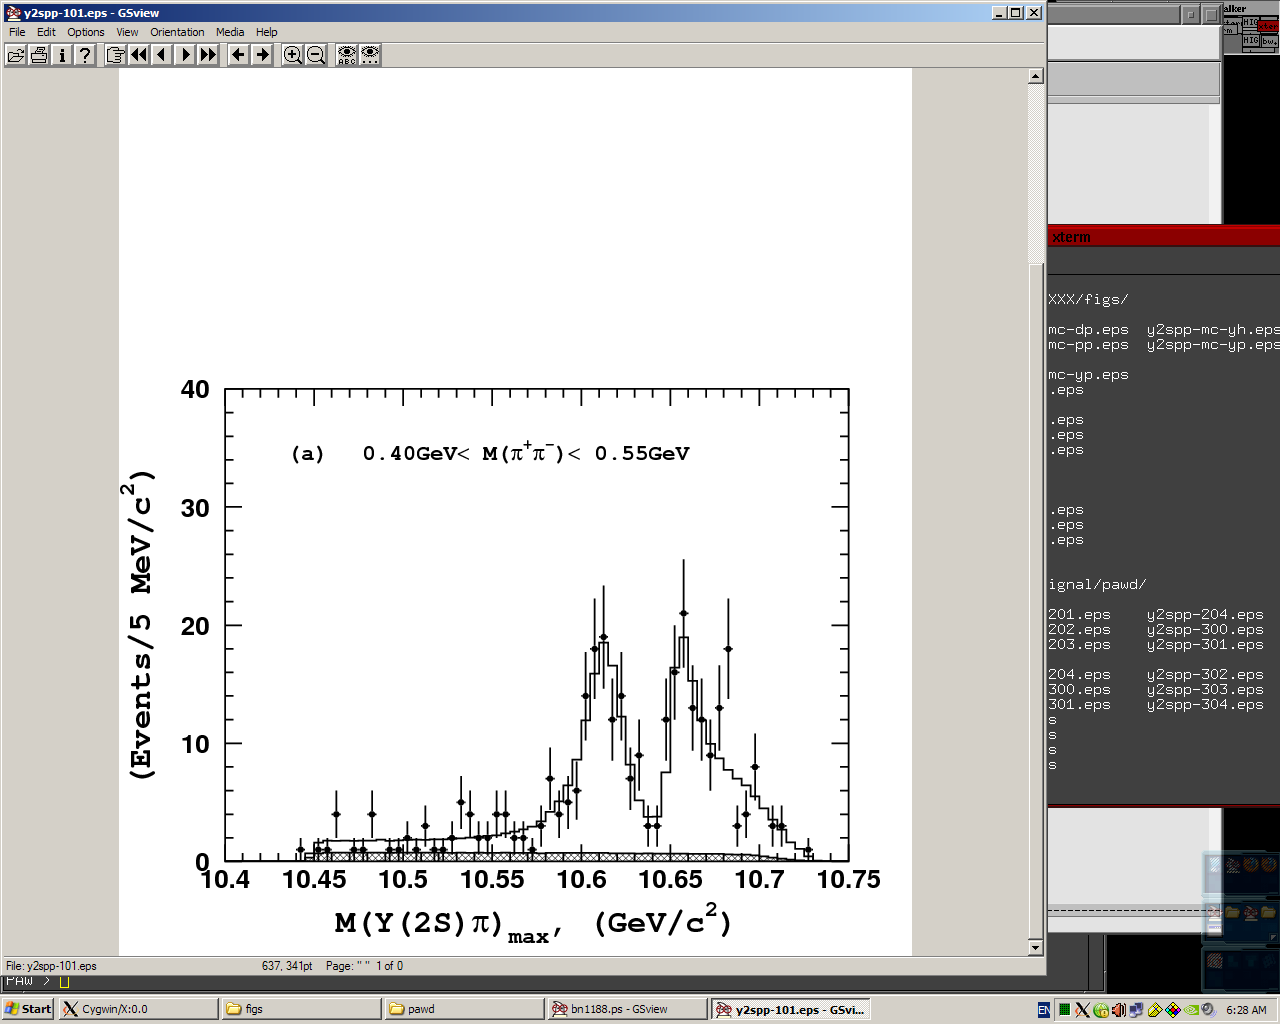 y2spp-101.eps - GSview
File Edit Options View Orientation Media Help
ABC
alker
HIG
HIG
bw.
40
(a) 0.40GeV< M(π+π−)< 0.55GeV
30
20
10
0
(Events/5 MeV/c2)
10.4 10.45 10.5 10.55 10.6 10.65 10.7 10.75
M(Y(2S)π)max, (GeV/c2)
xterm
XXX/figs/
mc-dp.eps y2spp-mc-yh.eps
mc-pp.eps y2spp-mc-yp.eps
mc-yp.eps
.eps
.eps
.eps
.eps
.eps
.eps
.eps
ignal/pawd/
201.eps y2spp-204.eps
202.eps y2spp-300.eps
203.eps y2spp-301.eps
204.eps y2spp-302.eps
300.eps y2spp-303.eps
301.eps y2spp-304.eps
s
s
s
s
File: y2spp-101.eps 637, 341pt Page: " " 1 of 0
PAW >
Start Cygwin/X:0.0 figs pawd bn1188.ps - GSview y2spp-101.eps - GSvi... EN 6:28 AM